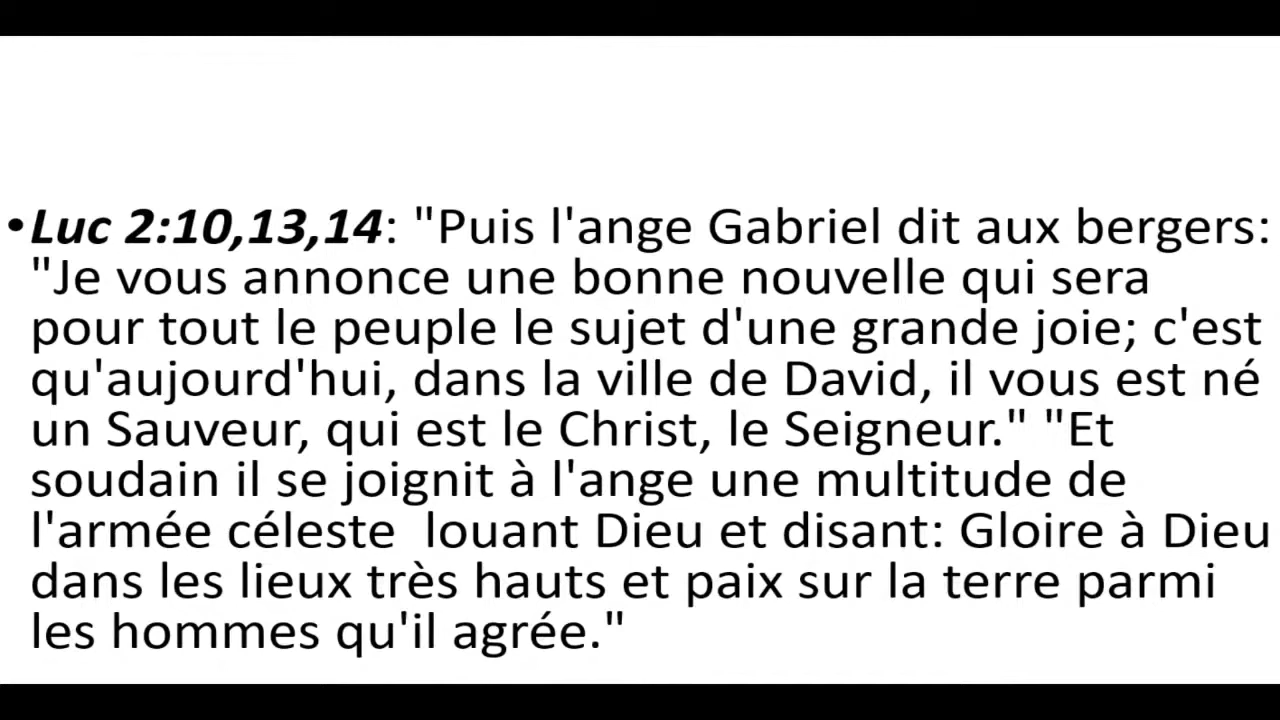 •Luc 2:10,13,14: "Puis l'ange Gabriel dit aux bergers:
"Je vous annonce une bonne nouvelle qui sera
pour tout le peuple le sujet d'une grande joie; c'est
qu'aujourd'hui, dans la ville de David, il vous est né
un Sauveur, qui est le Christ, le Seigneur." "Et
soudain il se joignit à l'ange une multitude de
l'armée céleste  louant Dieu et disant: Gloire à Dieu
dans les lieux très hauts et paix sur la terre parmi
les hommes qu'il agrée."